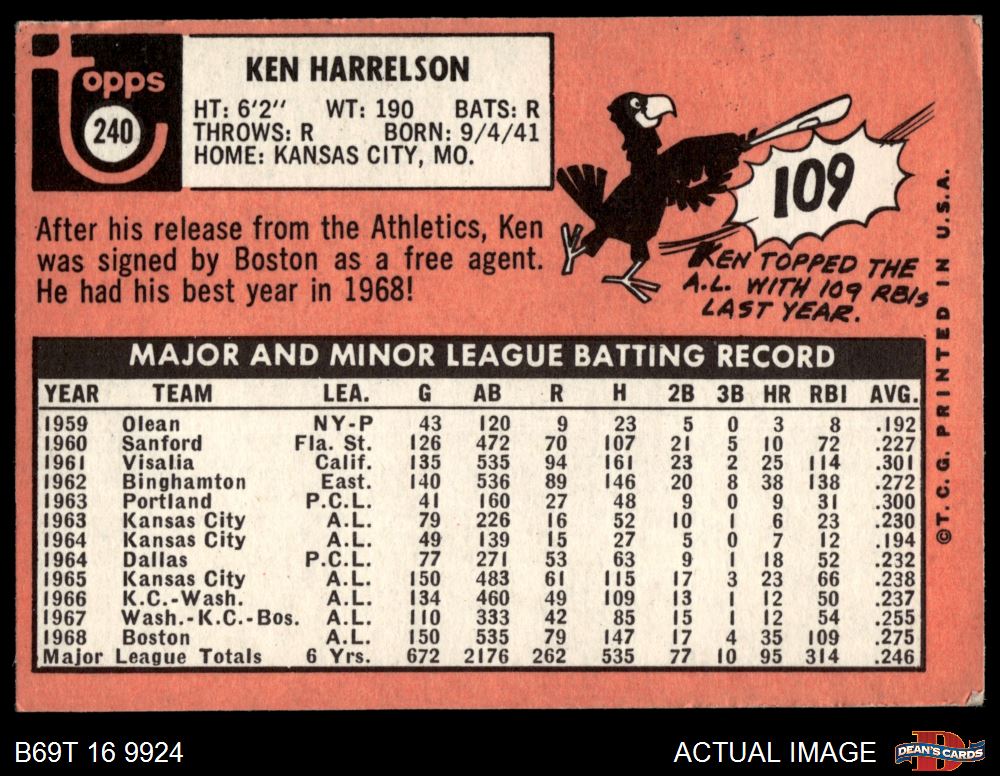 Topps
240
KEN HARRELSON
HT: 6'2" WT: 190 BATS: R
THROWS: R BORN: 9/4/41
HOME: KANSAS CITY, MO.
After his release from the Athletics, Ken
was signed by Boston as a free agent.
He had his best year in 1968!
109
KEN TOPPED THE
A.L. WITH 109 RBIs
LAST YEAR.
MAJOR AND MINOR LEAGUE BATTING RECORD
YEAR TEAM LEA. G AB R H 2B 3B HR RBI AVG.
1959 Olean NY-P 43 120 9 23 5 0 3 8 .192
1960 Sanford Fla. St. 126 472 70 107 21 5 10 72 .227
1961 Visalia Calif. 135 535 94 161 23 2 25 114 .301
1962 Binghamton East. 140 536 89 146 20 8 38 138 .272
1963 Portland P.C.L. 41 160 27 48 9 0 9 31 .300
1963 Kansas City A.L. 79 226 16 52 10 1 6 23 .230
1964 Kansas City A.L. 49 139 15 27 5 0 7 12 .194
1964 Dallas P.C.L. 77 271 53 63 9 1 18 52 .232
1965 Kansas City A.L. 150 483 61 115 17 3 23 66 .238
1966 K.C.-Wash. A.L. 134 460 49 109 13 1 12 50 .237
1967 Wash.-K.C.-Bos. A.L. 110 333 42 85 15 1 12 54 .255
1968 Boston A.L. 150 535 79 147 17 4 35 109 .275
Major League Totals 6 Yrs. 672 2176 262 535 77 10 95 314 .246
©T.C.G. PRINTED IN U.S.A.
B69T 16 9924
ACTUAL IMAGE
D
DEAN'S CARDS